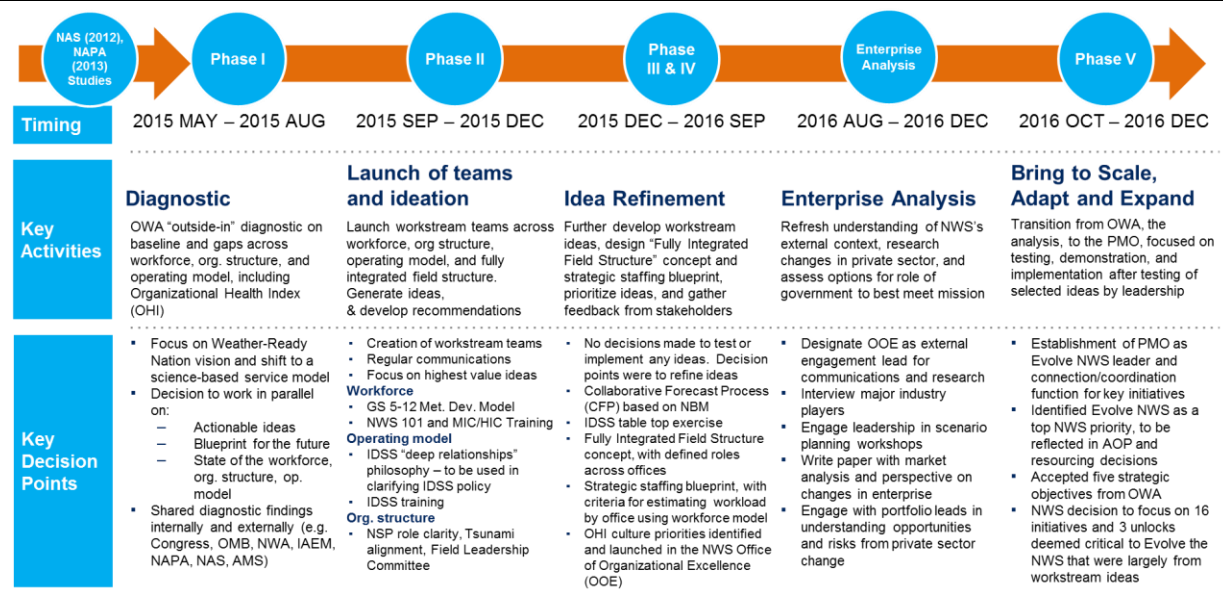 NAS (2012),
NAPA
(2013)
Studies
Phase I
Phase II
Phase
III & IV
Enterprise
Analysis
Phase V
Timing
2015 MAY – 2015 AUG
2015 SEP – 2015 DEC
2015 DEC – 2016 SEP
2016 AUG – 2016 DEC
2016 OCT – 2016 DEC
Key
Activities
Diagnostic
OWA “outside-in” diagnostic on
baseline and gaps across
workforce, org. structure, and
operating model, including
Organizational Health Index
(OHI)
Launch of teams
and ideation
Launch workstream teams across
workforce, org structure,
operating model, and fully
integrated field structure.
Generate ideas,
& develop recommendations
Idea Refinement
Further develop workstream
ideas, design “Fully Integrated
Field Structure” concept and
strategic staffing blueprint,
prioritize ideas, and gather
feedback from stakeholders
Enterprise Analysis
Refresh understanding of NWS’s
external context, research
changes in private sector, and
assess options for role of
government to best meet mission
Bring to Scale,
Adapt and Expand
Transition from OWA, the
analysis, to the PMO, focused on
testing, demonstration, and
implementation after testing of
selected ideas by leadership
Key
Decision
Points
▪ Focus on Weather-Ready
Nation vision and shift to a
science-based service model
▪ Decision to work in parallel
on:
– Actionable ideas
– Blueprint for the future
– State of the workforce,
org. structure, op.
model
▪ Shared diagnostic findings
internally and externally (e.g.
Congress, OMB, NWA, IAEM,
NAPA, NAS, AMS)
▪ Creation of workstream teams
▪ Regular communications
▪ Focus on highest value ideas
Workforce
▪ GS 5-12 Met. Dev. Model
▪ NWS 101 and MIC/HIC Training
Operating model
▪ IDSS “deep relationships”
philosophy – to be used in
clarifying IDSS policy
▪ IDSS training
Org. structure
▪ NSP role clarity, Tsunami
alignment, Field Leadership
Committee
▪ No decisions made to test or
implement any ideas. Decision
points were to refine ideas
▪ Collaborative Forecast Process
(CFP) based on NBM
▪ IDSS table top exercise
▪ Fully Integrated Field Structure
concept, with defined roles
across offices
▪ Strategic staffing blueprint, with
criteria for estimating workload
by office using workforce model
▪ OHI culture priorities identified
and launched in the NWS Office
of Organizational Excellence
(OOE)
▪ Designate OOE as external
engagement lead for
communications and research
▪ Interview major industry
players
▪ Engage leadership in scenario
planning workshops
▪ Write paper with market
analysis and perspective on
changes in enterprise
▪ Engage with portfolio leads in
understanding opportunities
and risks from private sector
change
▪ Establishment of PMO as
Evolve NWS leader and
connection/coordination
function for key initiatives
▪ Identified Evolve NWS as a
top NWS priority, to be
reflected in AOP and
resourcing decisions
▪ Accepted five strategic
objectives from OWA
▪ NWS decision to focus on 16
initiatives and 3 unlocks
deemed critical to Evolve the
NWS that were largely from
workstream ideas